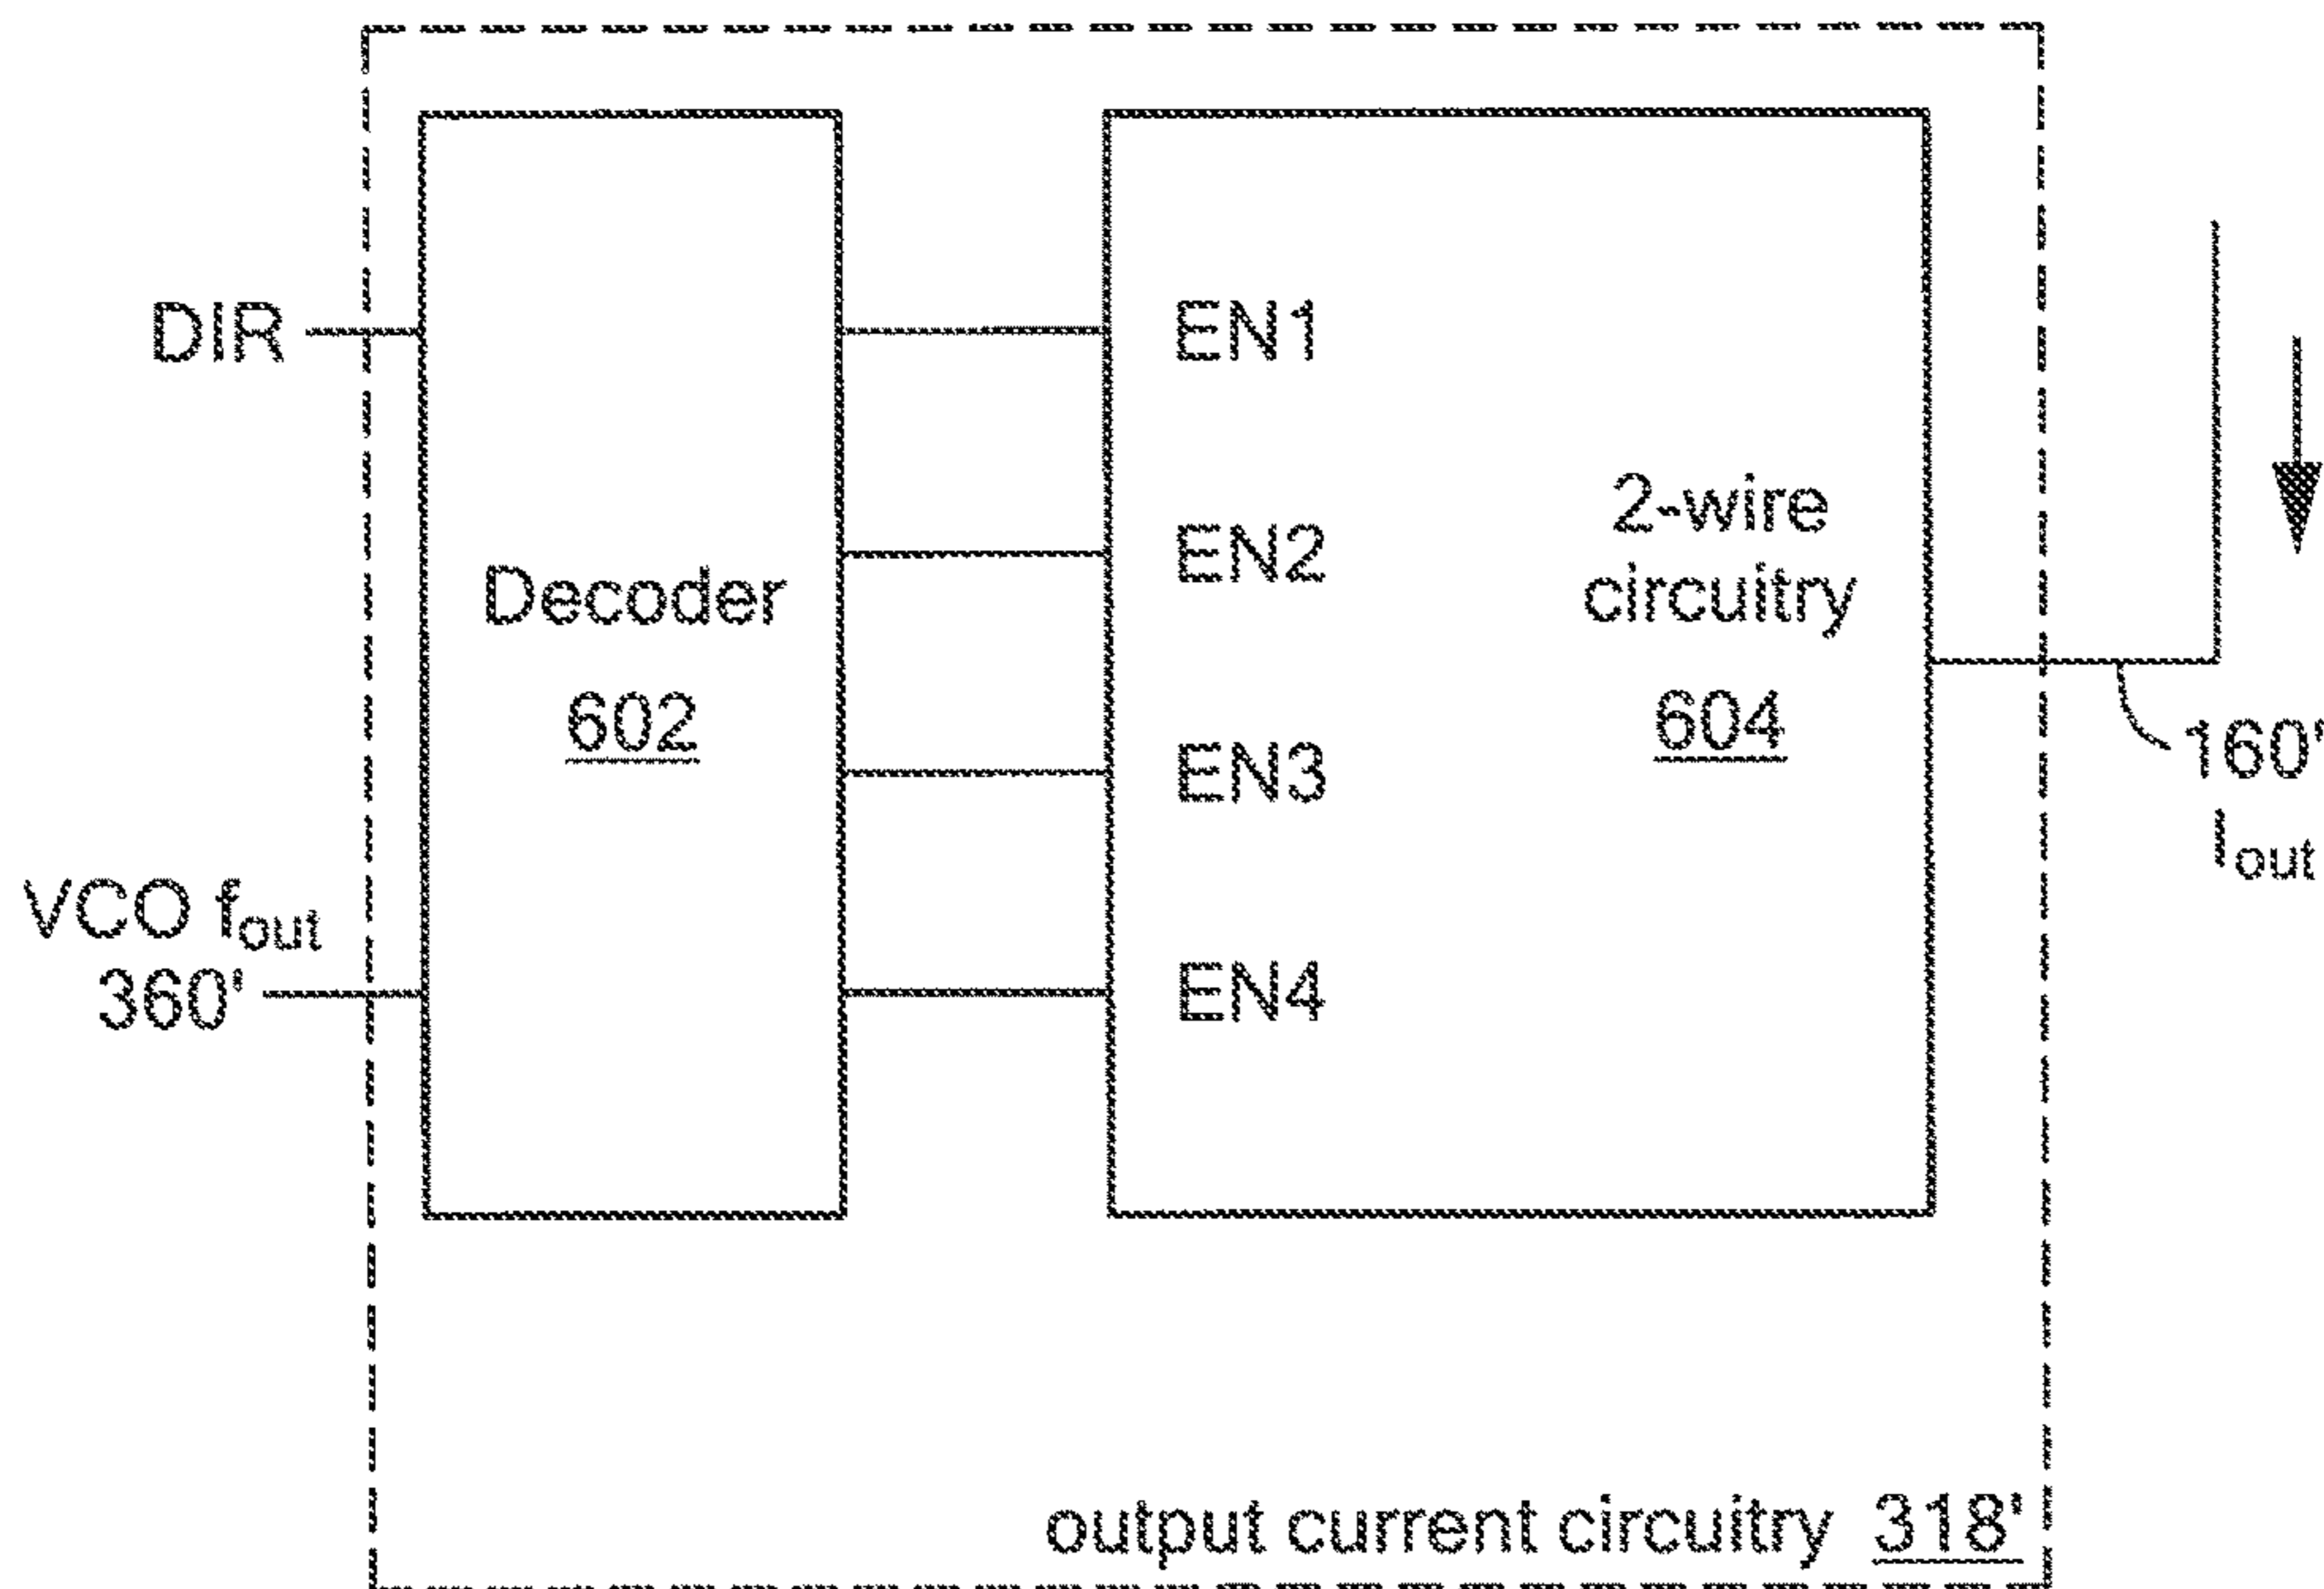 DIR
VCO fout
360'
Decoder
602
EN1
EN2
EN3
EN4
2-wire
circuitry
604
160'
Iout
output current circuitry 318'